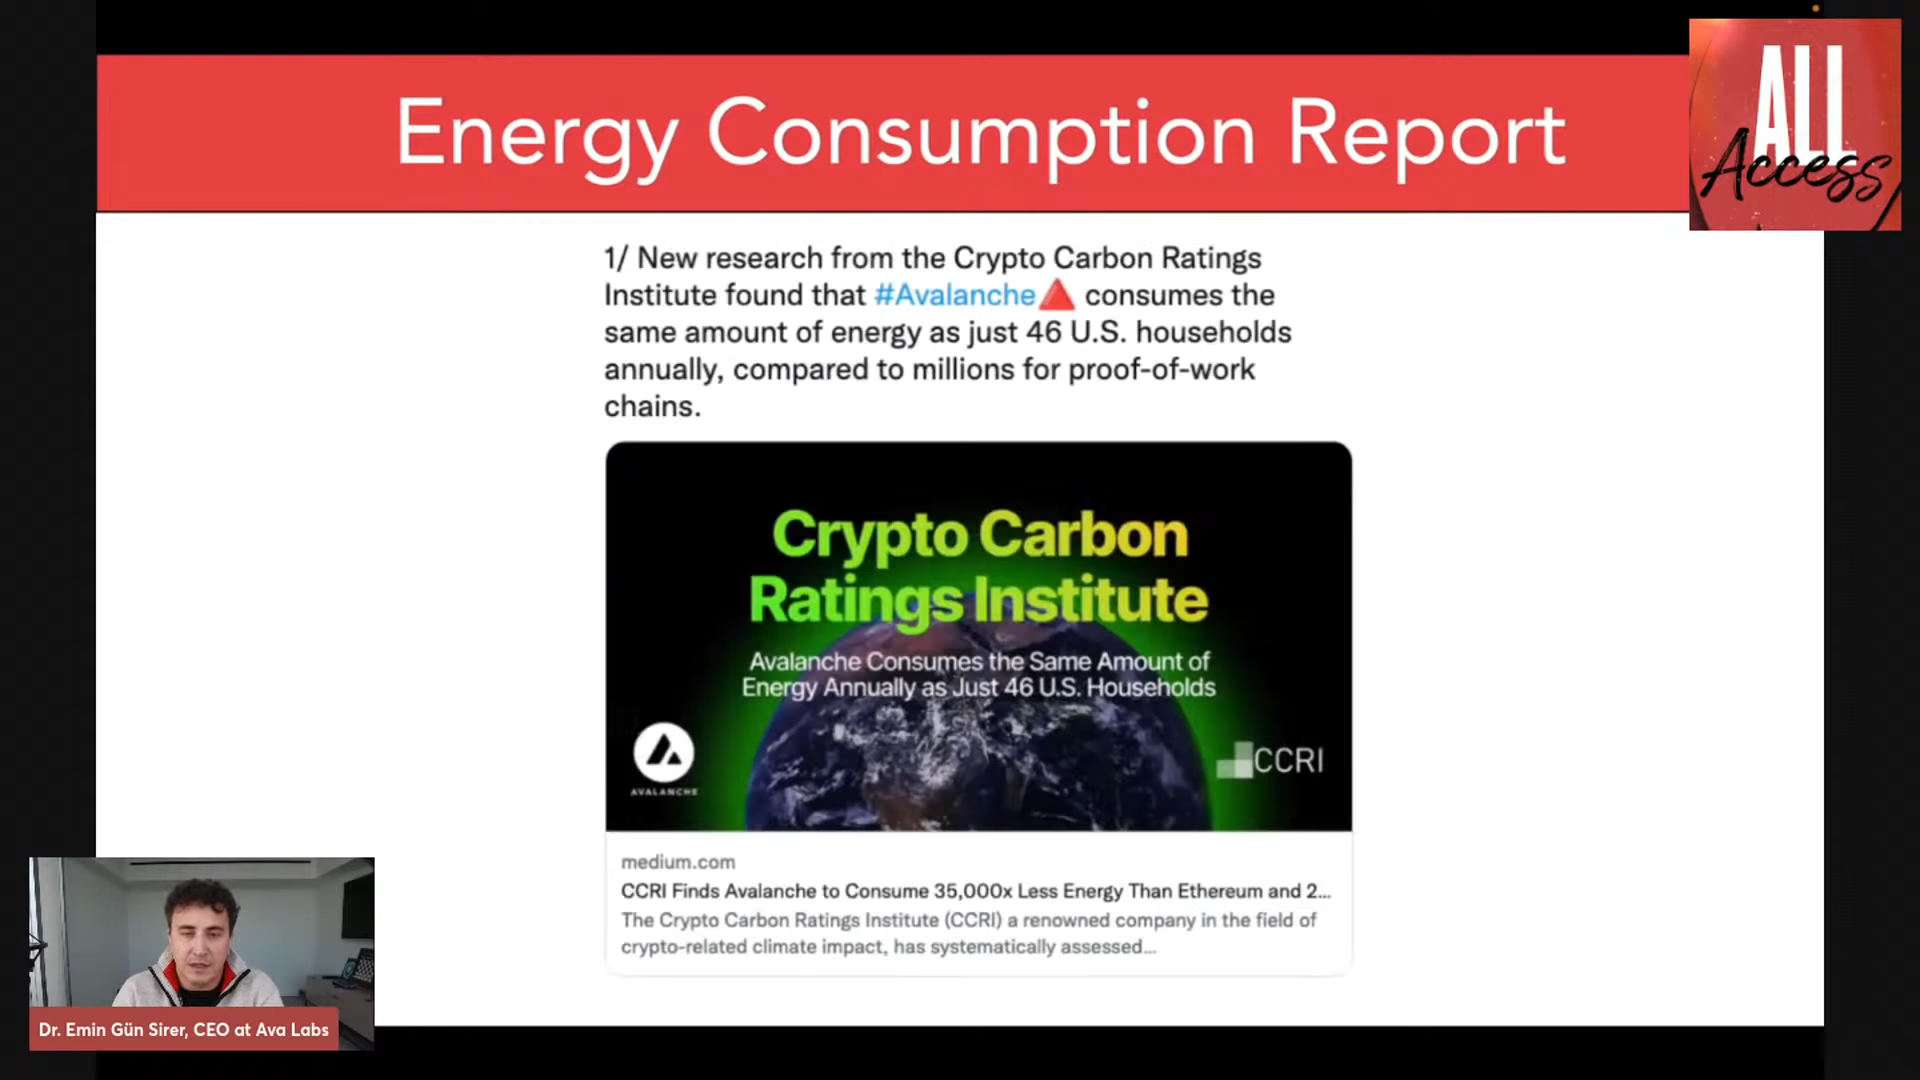 Energy Consumption Report
ALL
Access
1/ New research from the Crypto Carbon Ratings
Institute found that #Avalanche🔺 consumes the
same amount of energy as just 46 U.S. households
annually, compared to millions for proof-of-work
chains.
Crypto Carbon
Ratings Institute
Avalanche Consumes the Same Amount of
Energy Annually as Just 46 U.S. Households
AVALANCHE
CCRI
medium.com
CCRI Finds Avalanche to Consume 35,000x Less Energy Than Ethereum and 2...
The Crypto Carbon Ratings Institute (CCRI) a renowned company in the field of
crypto-related climate impact, has systematically assessed...
Dr. Emin Gün Sirer, CEO at Ava Labs